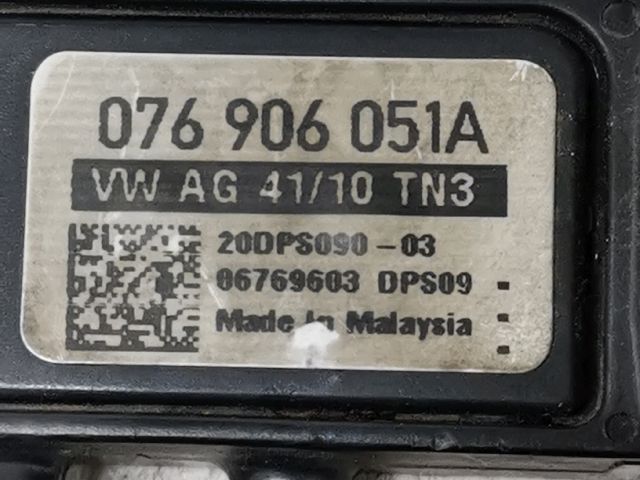 076 906 051A
VW AG 41/10 TN3
20DPS090-03
06769603 DPS09
Made In Malaysia